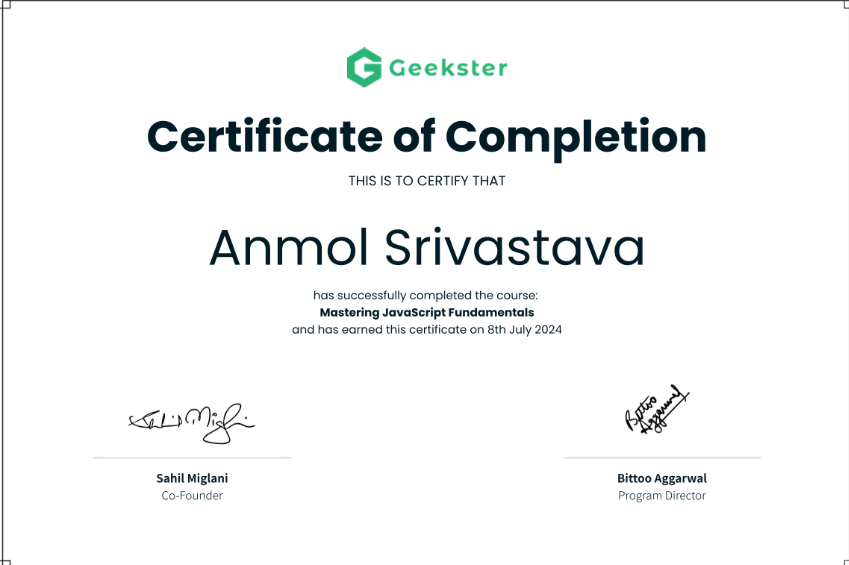 Geekster
Certificate of Completion
THIS IS TO CERTIFY THAT
Anmol Srivastava
has successfully completed the course:
Mastering JavaScript Fundamentals
and has earned this certificate on 8th July 2024
Sahil Miglani
Bittoo
Aggarwal
Sahil Miglani
Co-Founder
Bittoo Aggarwal
Program Director